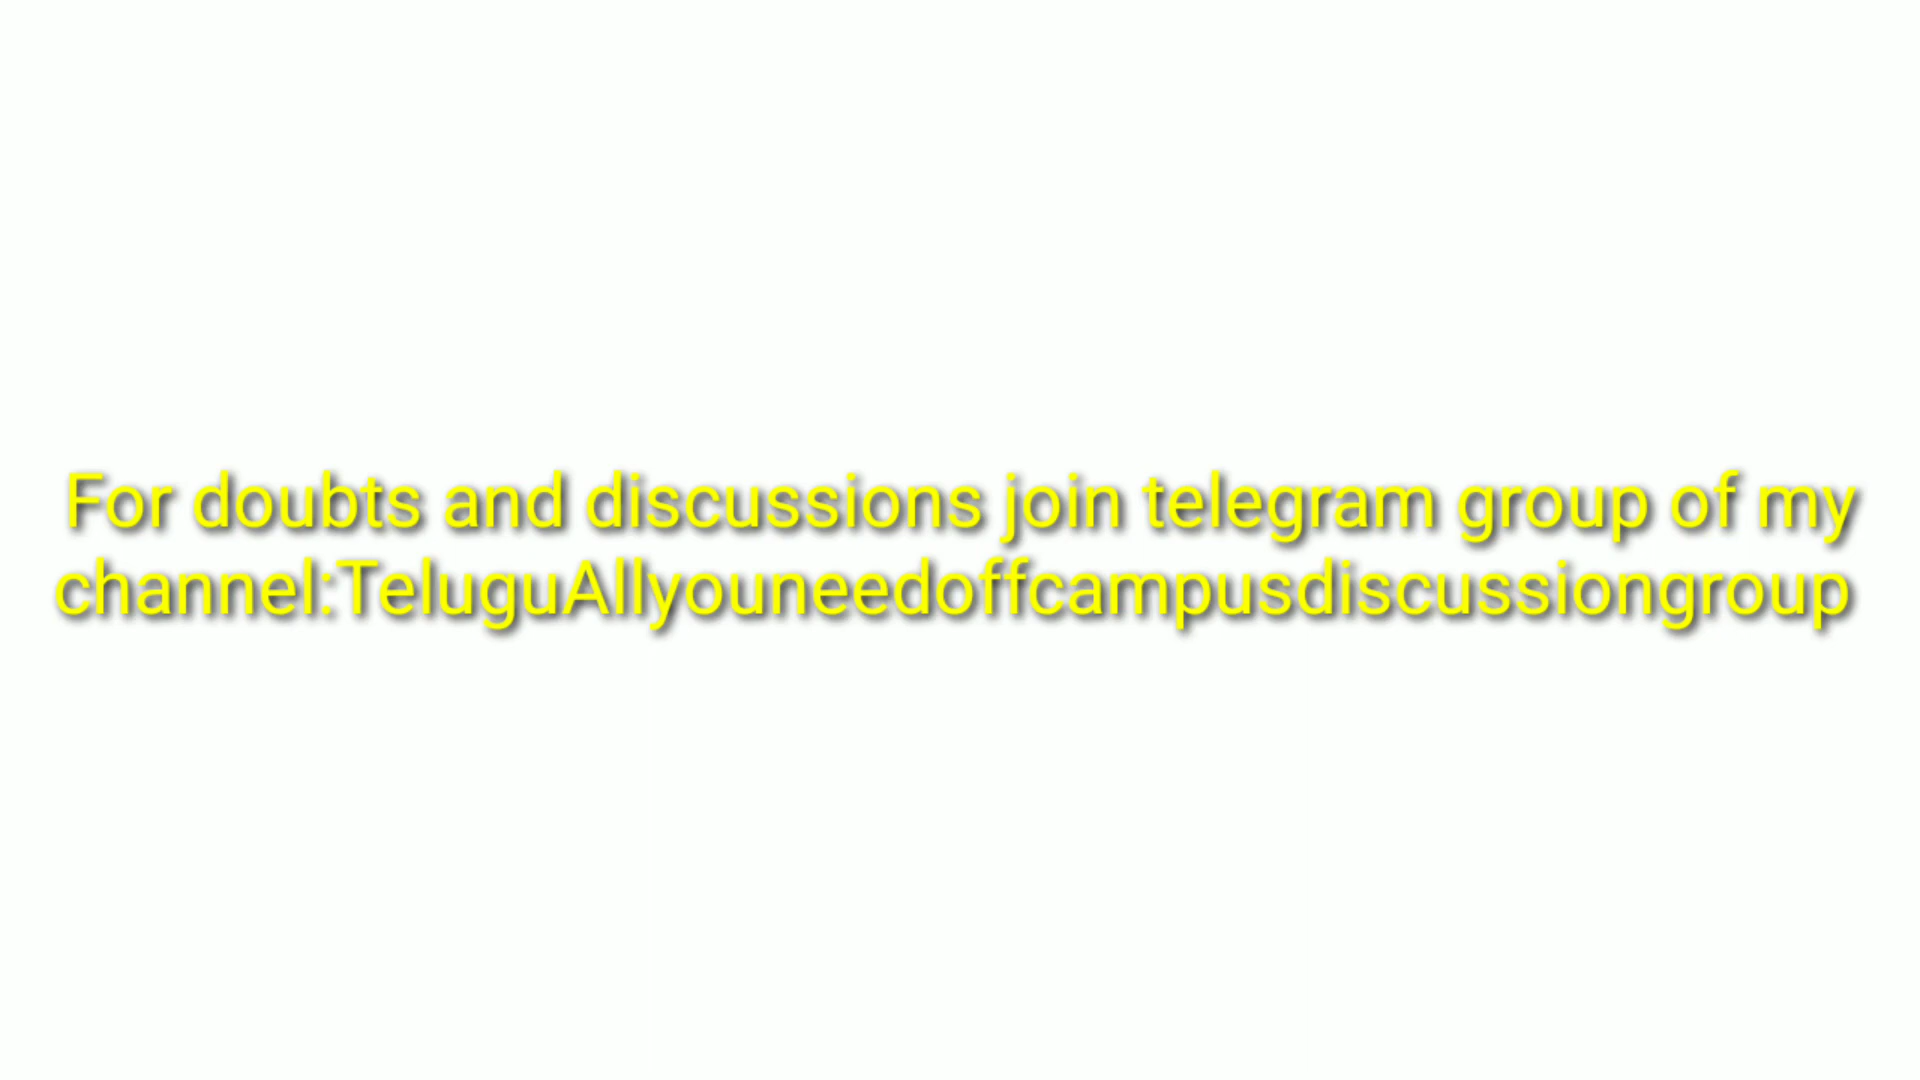 For doubts and discussions join telegram group of my
channel:TeluguAllyouneedoffcampusdiscussiongroup